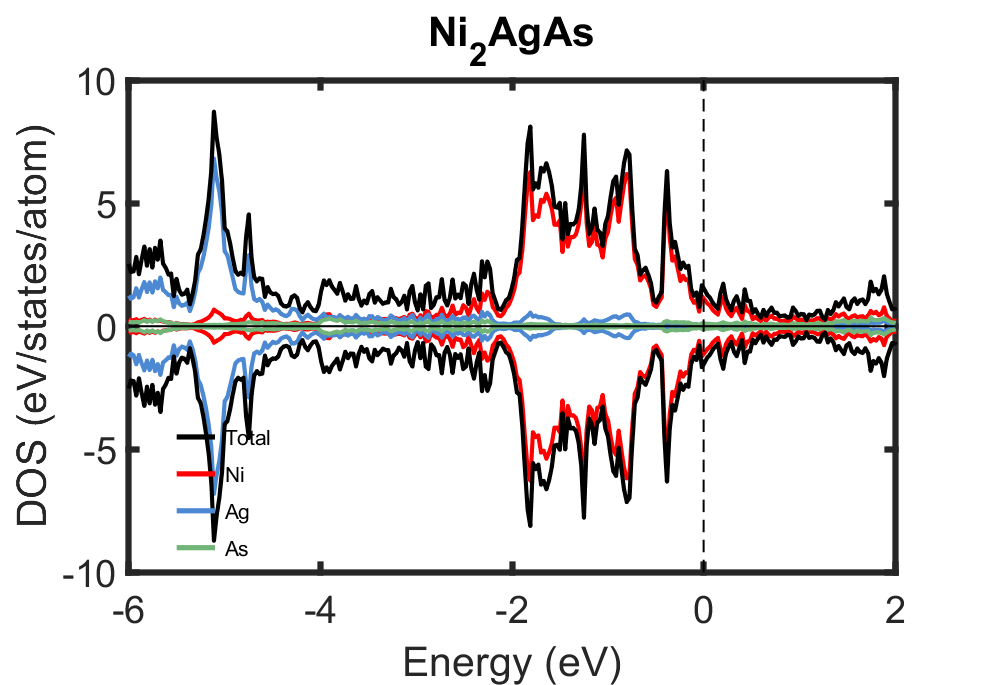 Ni₂AgAs
10
5
0
-5
-10
DOS (eV/states/atom)
Total
Ni
Ag
As
-6 -4 -2 0 2
Energy (eV)